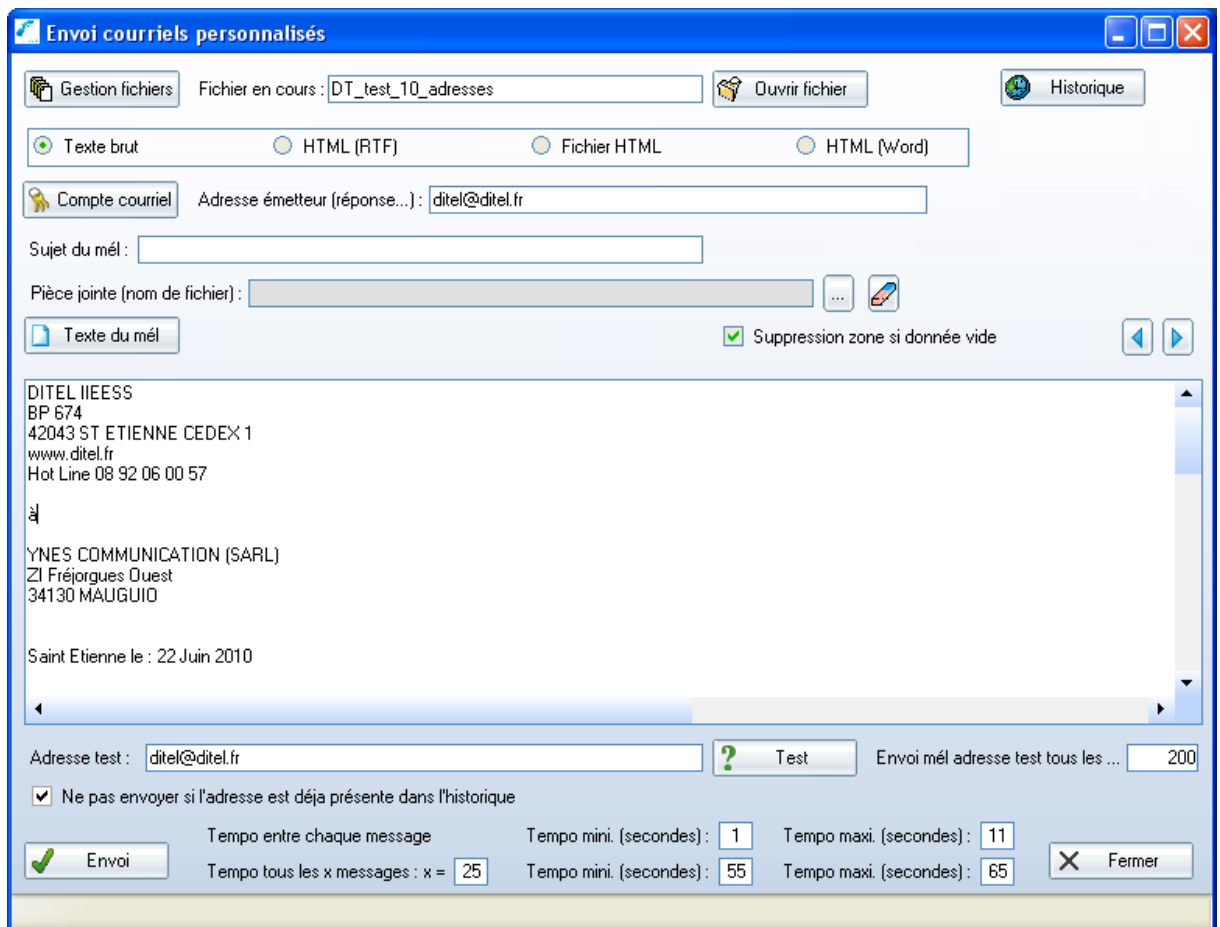 Envoi courriels personnalisés
Gestion fichiers Fichier en cours : DT_test_10_adresses Ouvrir fichier Historique
Texte brut HTML (RTF) Fichier HTML HTML (Word)
Compte courriel Adresse émetteur (réponse...) : ditel@ditel.fr
Sujet du mél :
Pièce jointe (nom de fichier) : ...
Texte du mél Suppression zone si donnée vide
DITEL IIEESS
BP 674
42043 ST ETIENNE CEDEX 1
www.ditel.fr
Hot Line 08 92 06 00 57
à
YNES COMMUNICATION (SARL)
ZI Fréjorgues Ouest
34130 MAUGUIO
Saint Etienne le : 22 Juin 2010
Adresse test : ditel@ditel.fr Test Envoi mél adresse test tous les ... 200
Ne pas envoyer si l'adresse est déja présente dans l'historique
Tempo entre chaque message Tempo mini. (secondes) : 1 Tempo maxi. (secondes) : 11
Envoi Tempo tous les x messages : x = 25 Tempo mini. (secondes) : 55 Tempo maxi. (secondes) : 65 Fermer